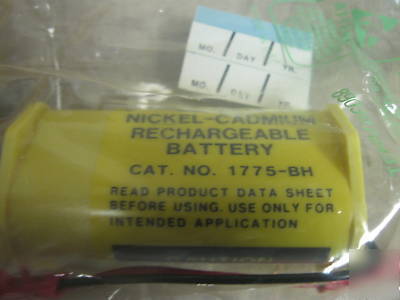 MO. DAY YR.
MO. DAY YR.
NICKEL-CADMIUM
RECHARGEABLE
BATTERY
CAT. NO. 1775-BH
READ PRODUCT DATA SHEET
BEFORE USING. USE ONLY FOR
INTENDED APPLICATION
CAUTION